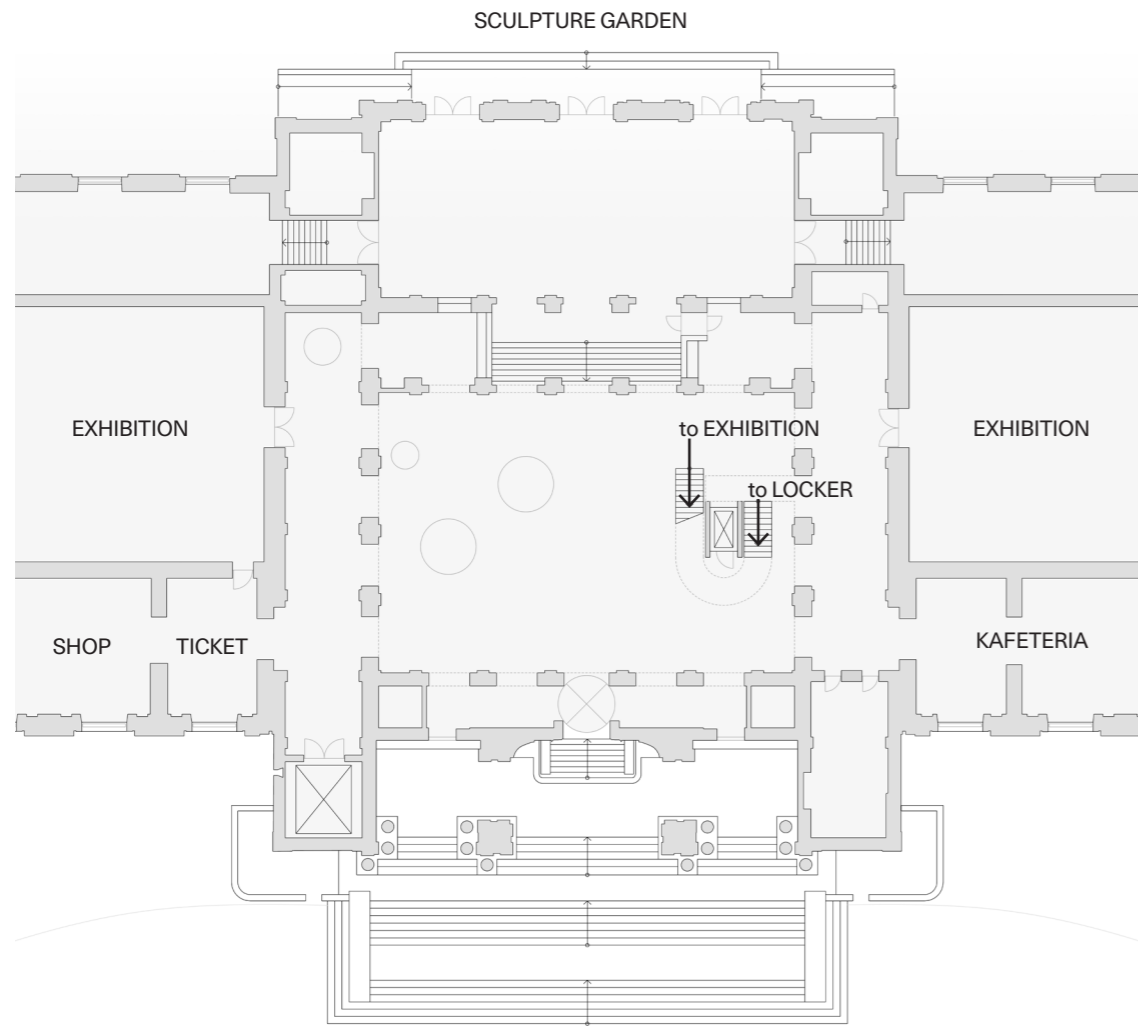 SCULPTURE GARDEN
EXHIBITION
to EXHIBITION
EXHIBITION
to LOCKER
SHOP
TICKET
KAFETERIA